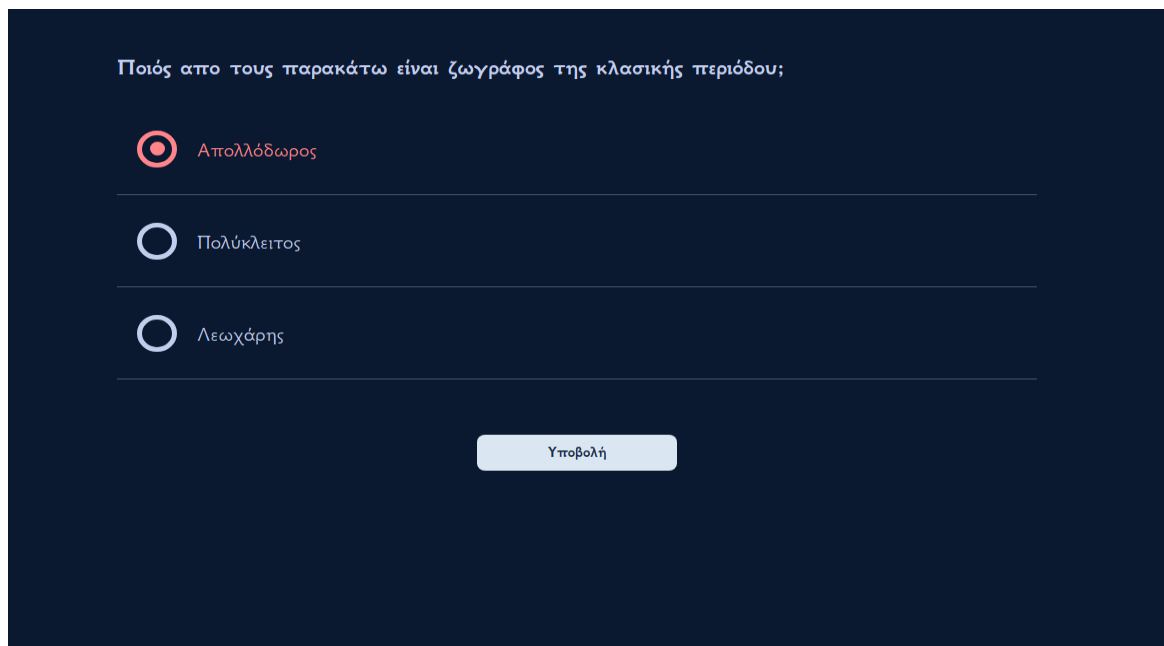 Ποιός απο τους παρακάτω είναι ζωγράφος της κλασικής περιόδου;
Απολλόδωρος
Πολύκλειτος
Λεωχάρης
Υποβολή